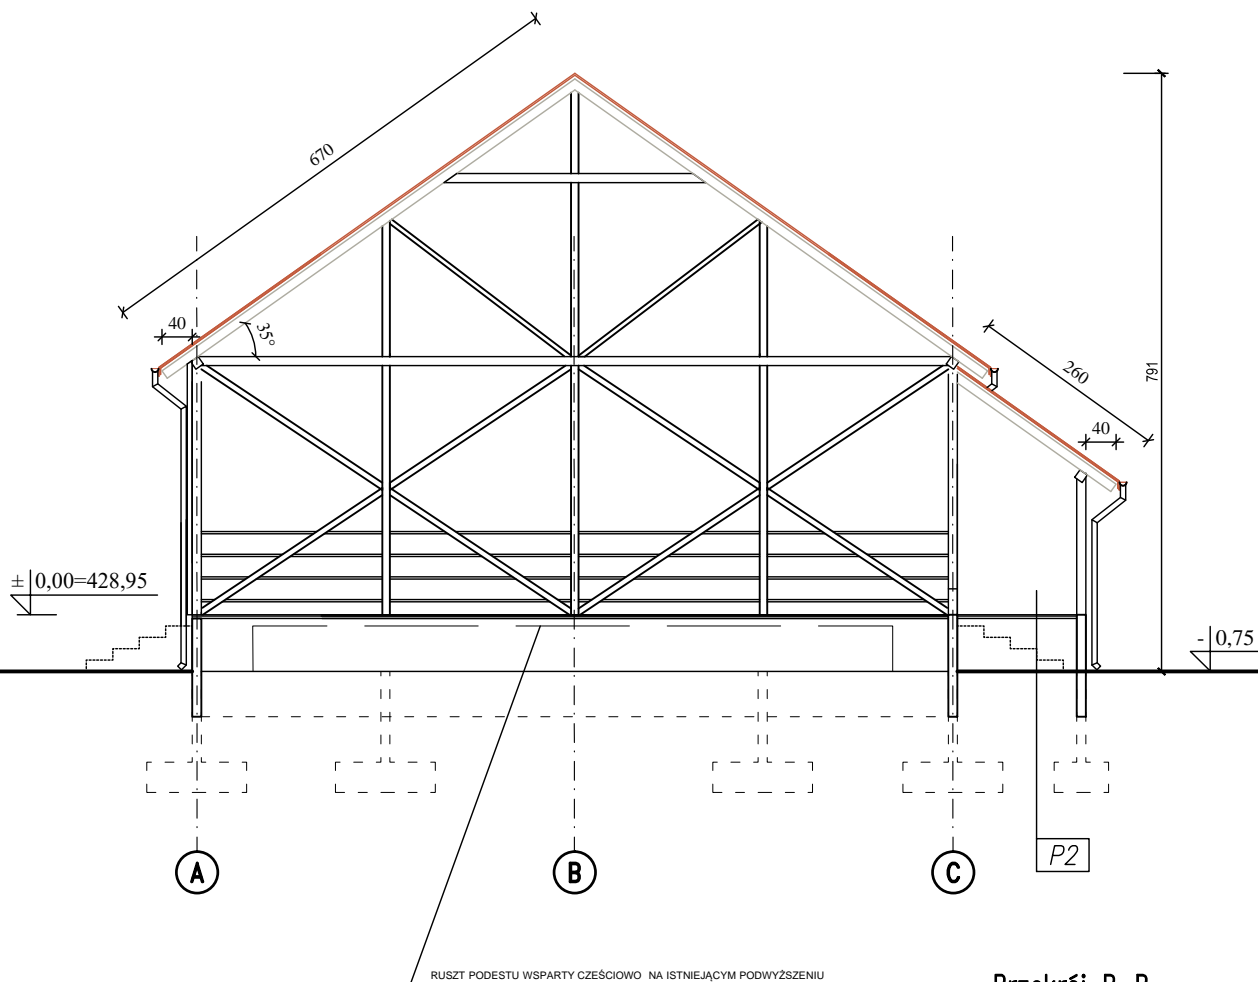 670
40
35°
260
791
40
± 0,00=428,95
- 0,75
P2
A
B
C
RUSZT PODESTU WSPARTY CZEŚCIOWO NA ISTNIEJĄCYM PODWYŻSZENIU
Przekrój B-B